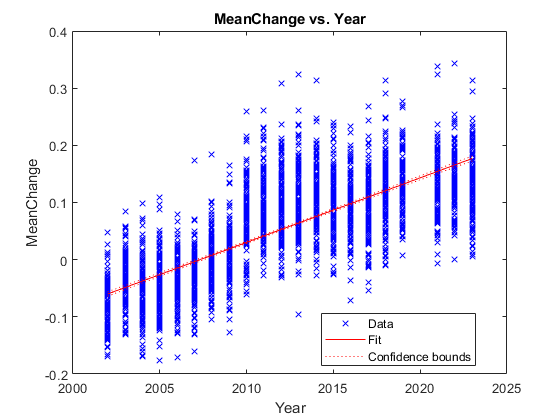 MeanChange vs. Year
0.4
0.3
0.2
0.1
0
-0.1
-0.2
MeanChange
2000
2005
2010
2015
2020
2025
Year
Data
Fit
Confidence bounds